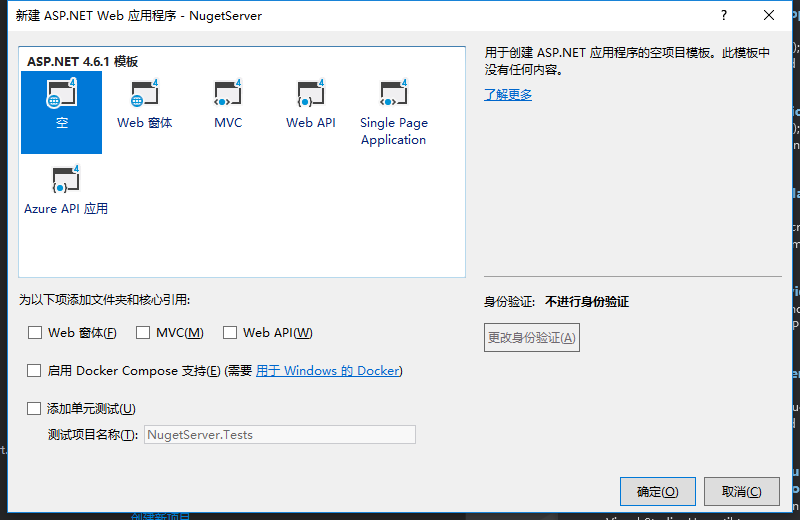 新建 ASP.NET Web 应用程序 - NugetServer
ASP.NET 4.6.1 模板
空
Web 窗体
MVC
Web API
Single Page
Application
Azure API 应用
用于创建 ASP.NET 应用程序的空项目模板。此模板中
没有任何内容。
了解更多
为以下项添加文件夹和核心引用:
Web 窗体(F)
MVC(M)
Web API(W)
启用 Docker Compose 支持(E) (需要 用于 Windows 的 Docker)
添加单元测试(U)
测试项目名称(T):
NugetServer.Tests
身份验证: 不进行身份验证
更改身份验证(A)
确定(O)
取消(C)
创建新项目